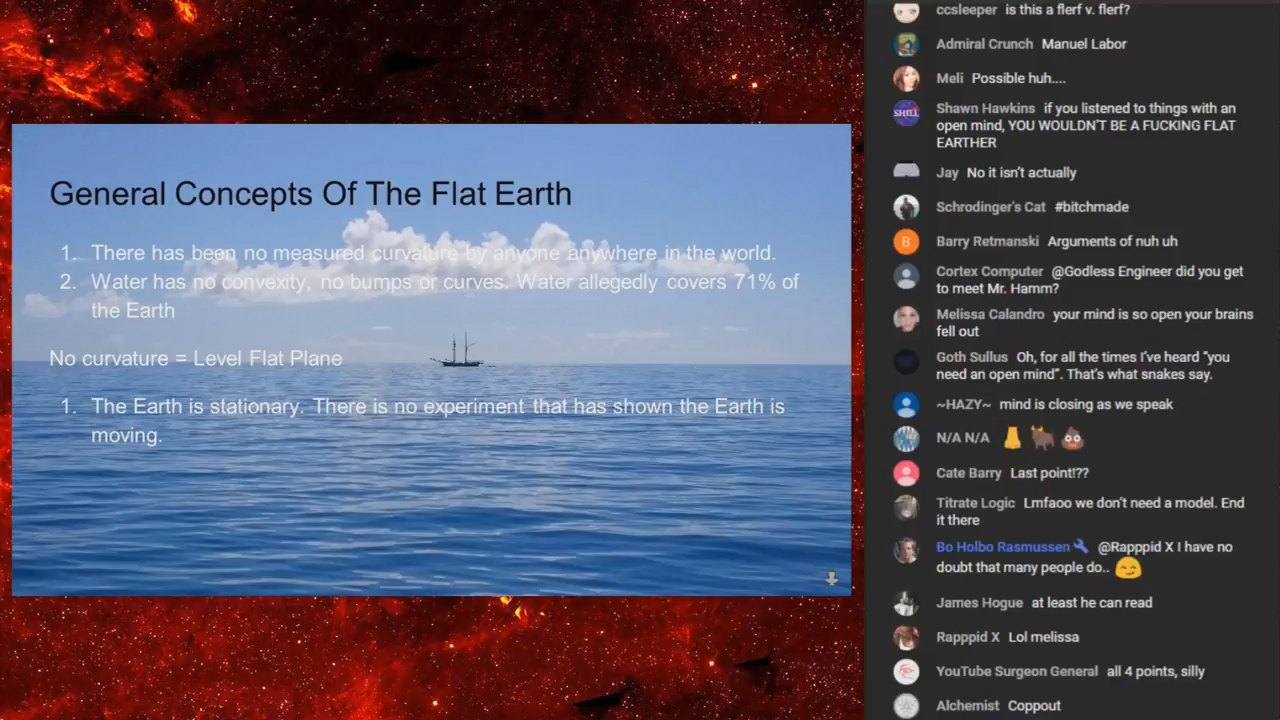 General Concepts Of The Flat Earth
1. There has been no measured curvature by anyone anywhere in the world.
2. Water has no convexity, no bumps or curves. Water allegedly covers 71% of
the Earth
No curvature = Level Flat Plane
1. The Earth is stationary. There is no experiment that has shown the Earth is
moving.
ccsleeper is this a flerf v. flerf?
Admiral Crunch Manuel Labor
Meli Possible huh....
SHILL
Shawn Hawkins if you listened to things with an
open mind, YOU WOULDN'T BE A FUCKING FLAT
EARTHER
Jay No it isn't actually
Schrodinger's Cat #bitchmade
B
Barry Retmanski Arguments of nuh uh
Cortex Computer @Godless Engineer did you get
to meet Mr. Hamm?
Melissa Calandro your mind is so open your brains
fell out
Goth Sullus Oh, for all the times I've heard "you
need an open mind". That's what snakes say.
~HAZY~ mind is closing as we speak
N/A N/A 👃🐂💩
Cate Barry Last point!??
Titrate Logic Lmfaoo we don't need a model. End
it there
Bo Holbo Rasmussen @Rapppid X I have no
doubt that many people do.. 😏
James Hogue at least he can read
Rapppid X Lol melissa
YouTube Surgeon General all 4 points, silly
Alchemist Coppout